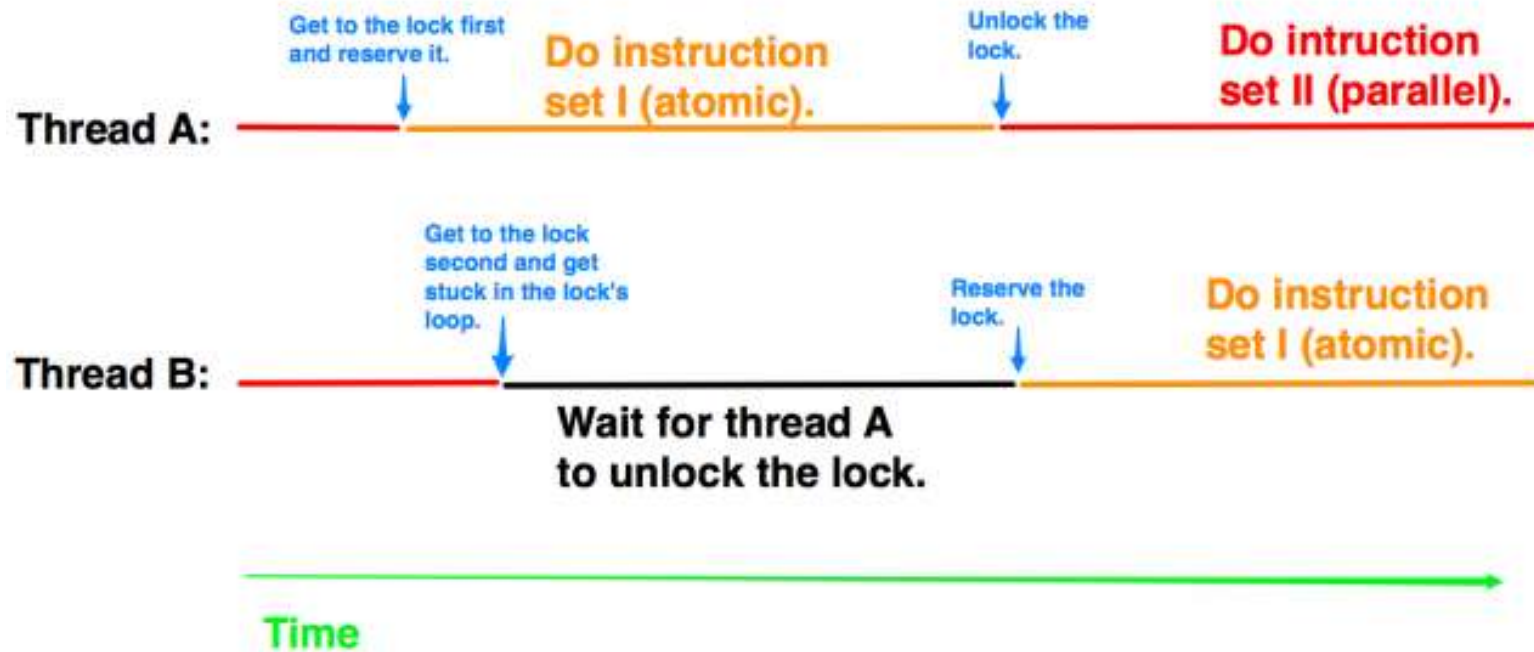 Get to the lock first
and reserve it.
Do instruction
set I (atomic).
Unlock the
lock.
Do intruction
set II (parallel).
Thread A:
Get to the lock
second and get
stuck in the lock's
loop.
Reserve the
lock.
Do instruction
set I (atomic).
Thread B:
Wait for thread A
to unlock the lock.
Time